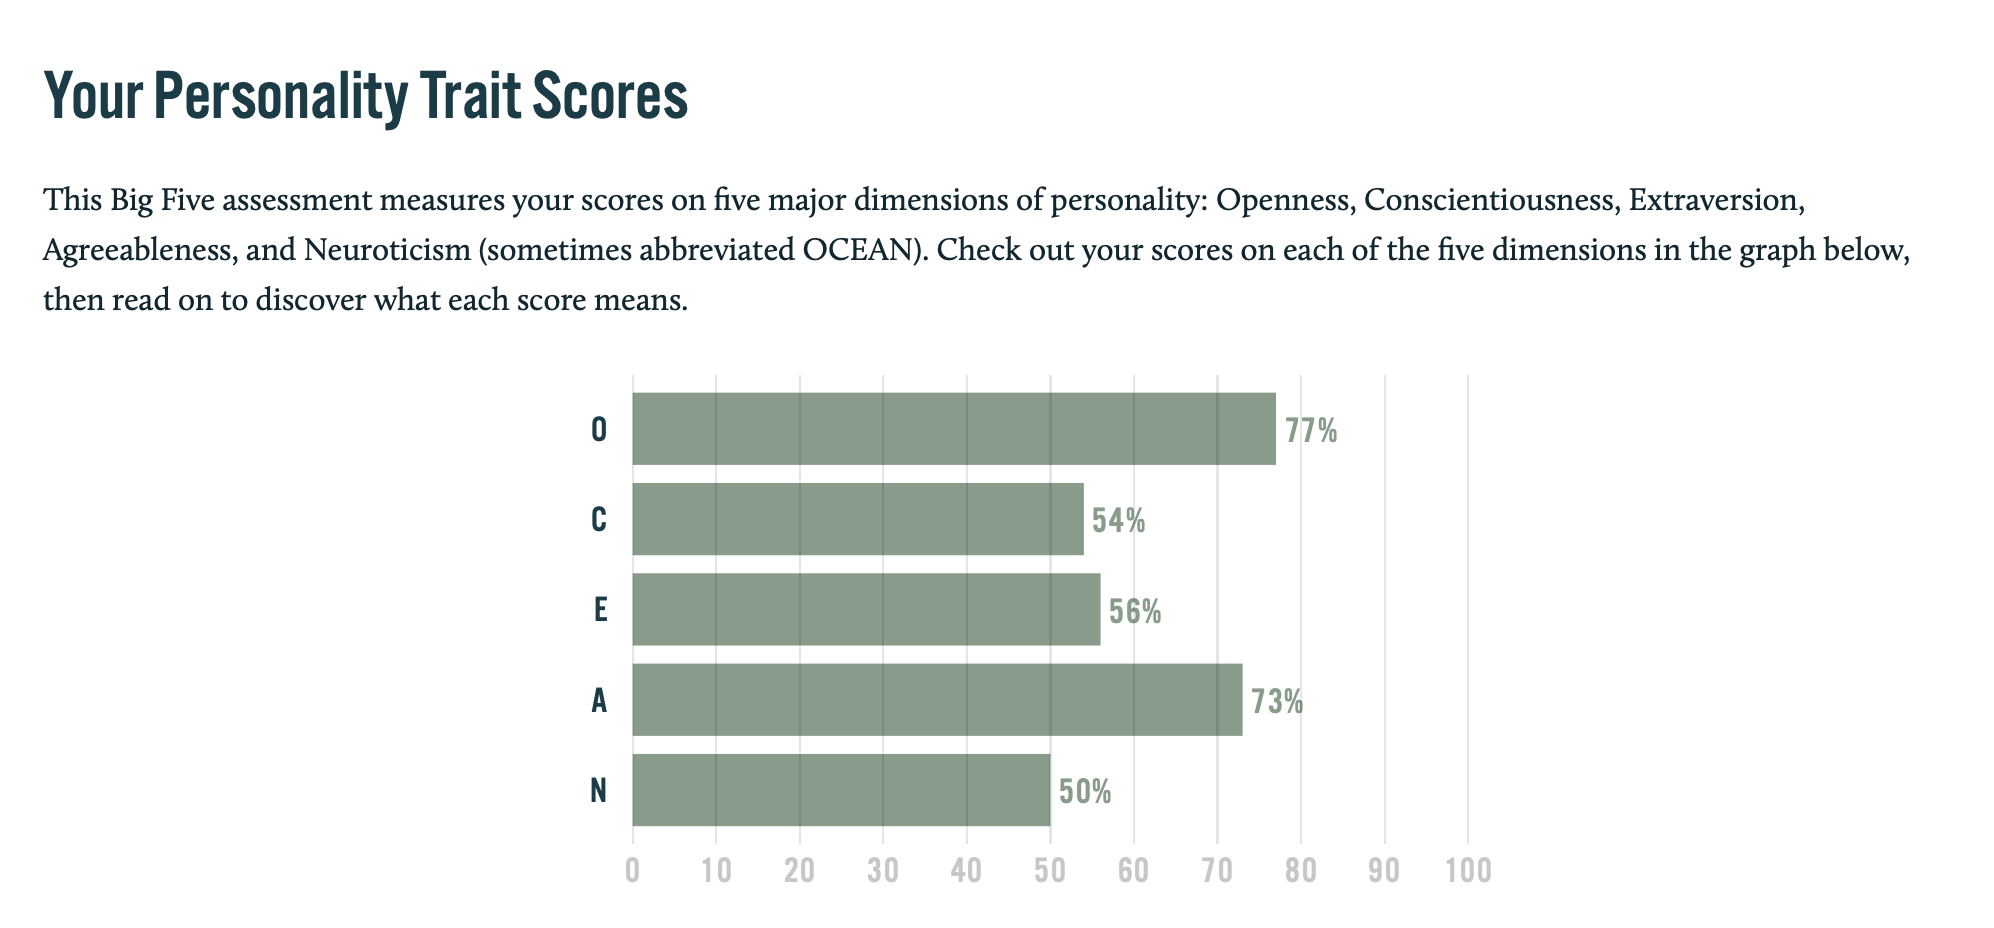 Your Personality Trait Scores
This Big Five assessment measures your scores on five major dimensions of personality: Openness, Conscientiousness, Extraversion,
Agreeableness, and Neuroticism (sometimes abbreviated OCEAN). Check out your scores on each of the five dimensions in the graph below,
then read on to discover what each score means.
O 77%
C 54%
E 56%
A 73%
N 50%
0 10 20 30 40 50 60 70 80 90 100